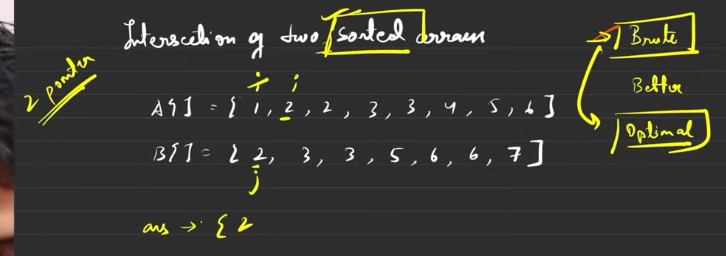 Intersection of two sorted arrays
Brute
Better
Optimal
2 pointer
i i
A[] = { 1, 2, 2, 3, 3, 4, 5, 6 ]
B[] = { 2, 3, 3, 5, 6, 6, 7 ]
j
ans → { 2